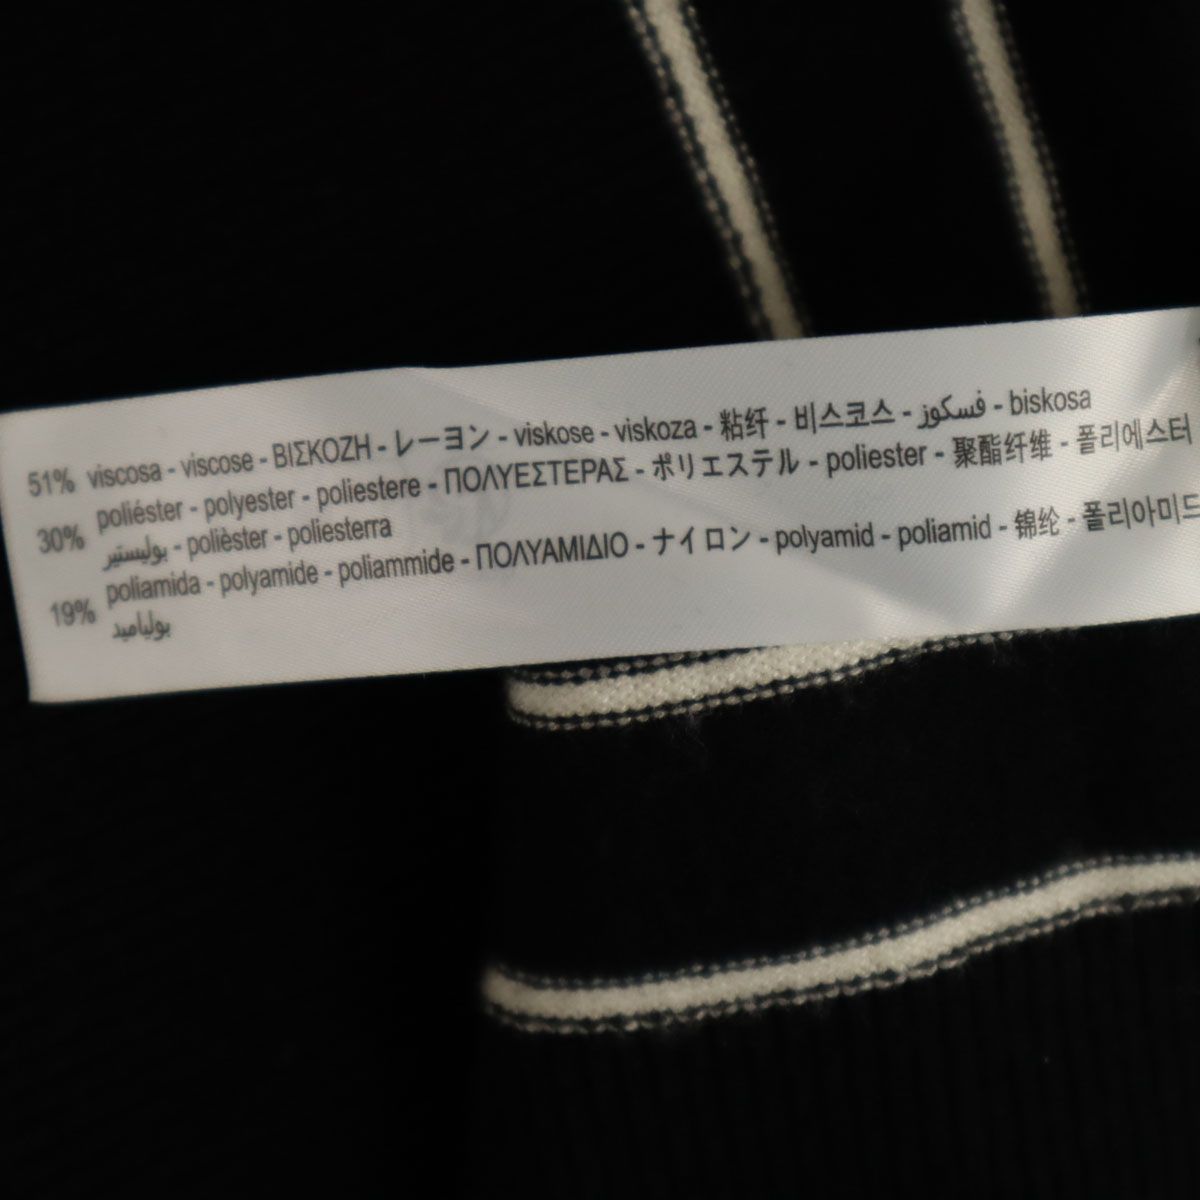 51% viscosa - viscose - ΒΙΣΚΟΖΗ - レーヨン - viskose - viskoza - 粘纤 - 비스코스 - فسكوز - biskosa
30% poliéster - polyester - poliestere - ΠΟΛΥΕΣΤΕΡΑΣ - ポリエステル - poliester - 聚酯纤维 - 폴리에스터
بوليستير - polièster - poliesterra
19% poliamida - polyamide - poliammide - ΠΟΛΥΑΜΙΔΙΟ - ナイロン - polyamid - poliamid - 锦纶 - 폴리아미드
بولياميد